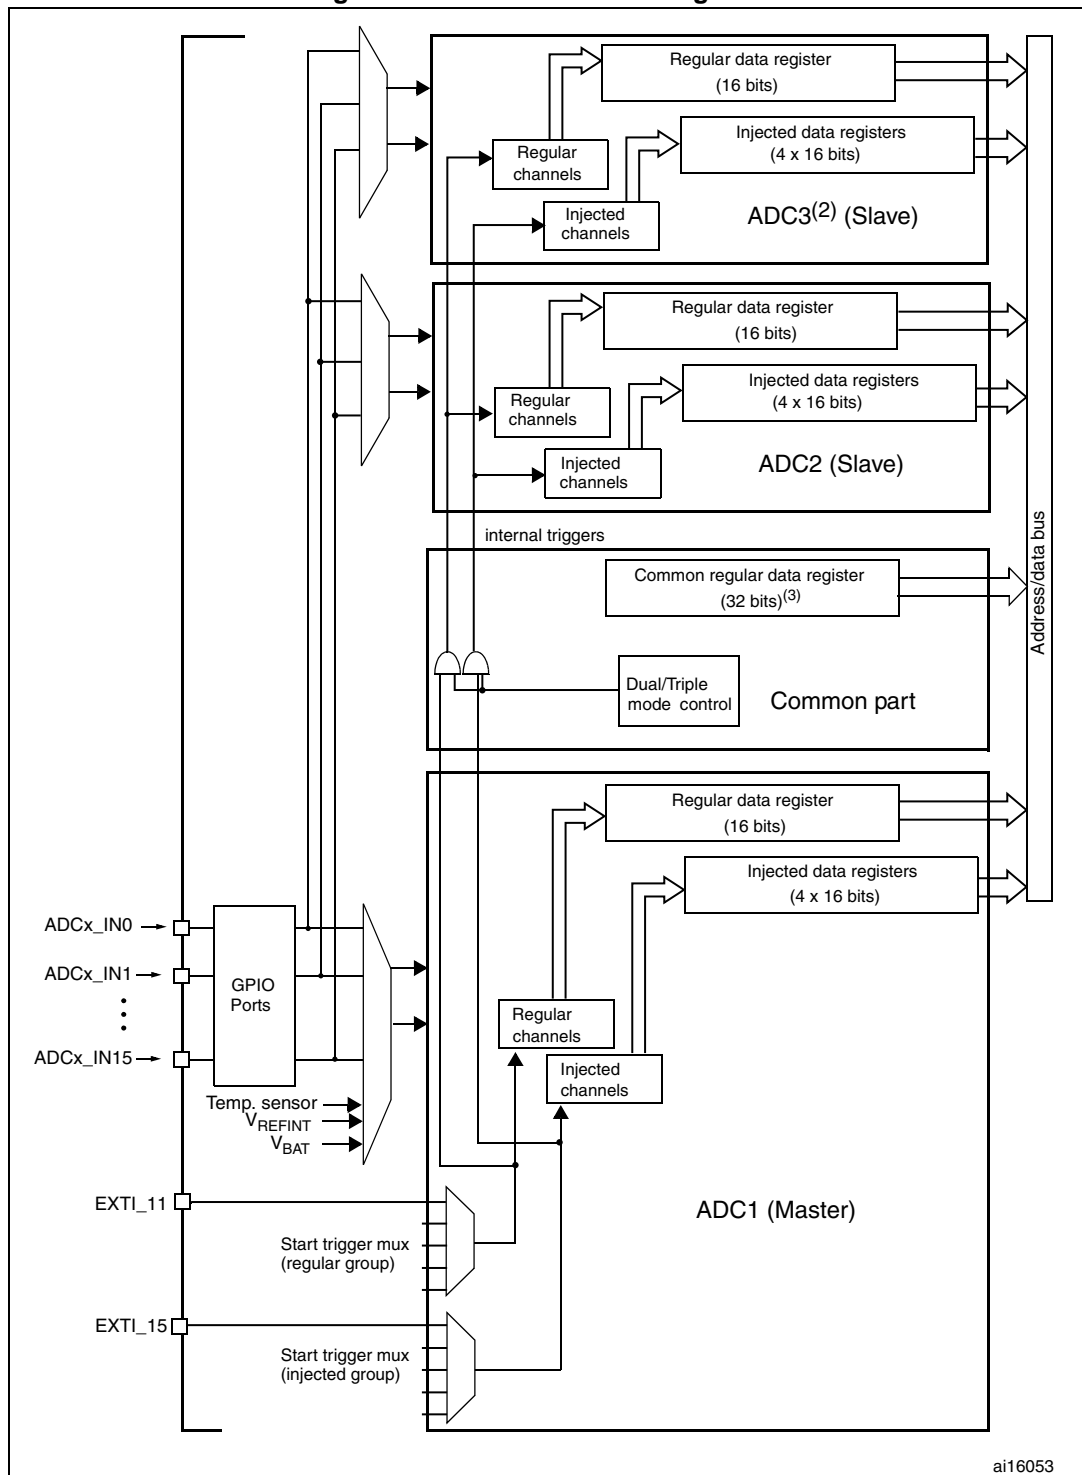 Regular data register
(16 bits)
Injected data registers
(4 x 16 bits)
Regular
channels
Injected
channels
ADC3(2) (Slave)
Regular data register
(16 bits)
Injected data registers
(4 x 16 bits)
Regular
channels
Injected
channels
ADC2 (Slave)
internal triggers
Common regular data register
(32 bits)(3)
Dual/Triple
mode control
Common part
Address/data bus
Regular data register
(16 bits)
Injected data registers
(4 x 16 bits)
ADCx_IN0
ADCx_IN1
ADCx_IN15
GPIO
Ports
Regular
channels
Injected
channels
Temp. sensor
VREFINT
VBAT
EXTI_11
ADC1 (Master)
Start trigger mux
(regular group)
EXTI_15
Start trigger mux
(injected group)
ai16053